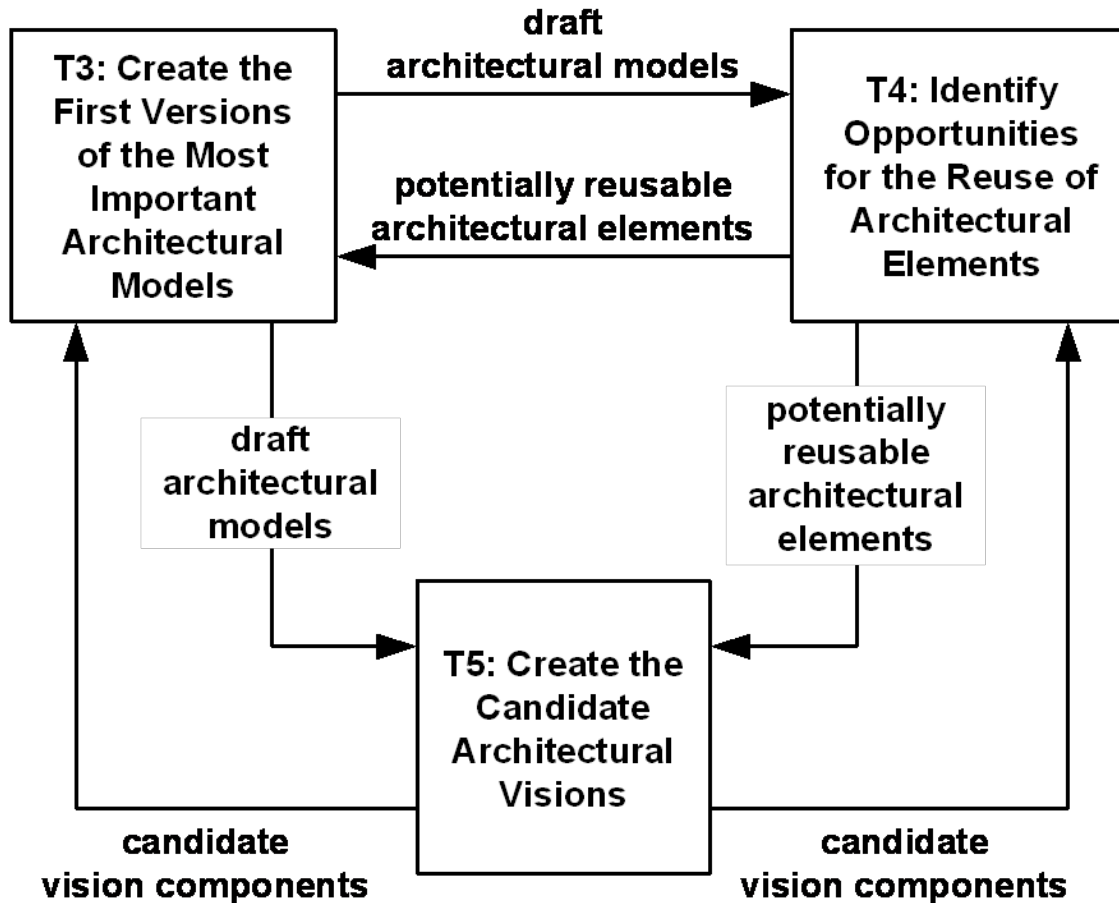 draft
architectural models
T3: Create the
First Versions
of the Most
Important
Architectural
Models
T4: Identify
Opportunities
for the Reuse of
Architectural
Elements
potentially reusable
architectural elements
draft
architectural
models
potentially
reusable
architectural
elements
T5: Create the
Candidate
Architectural
Visions
candidate
vision components
candidate
vision components